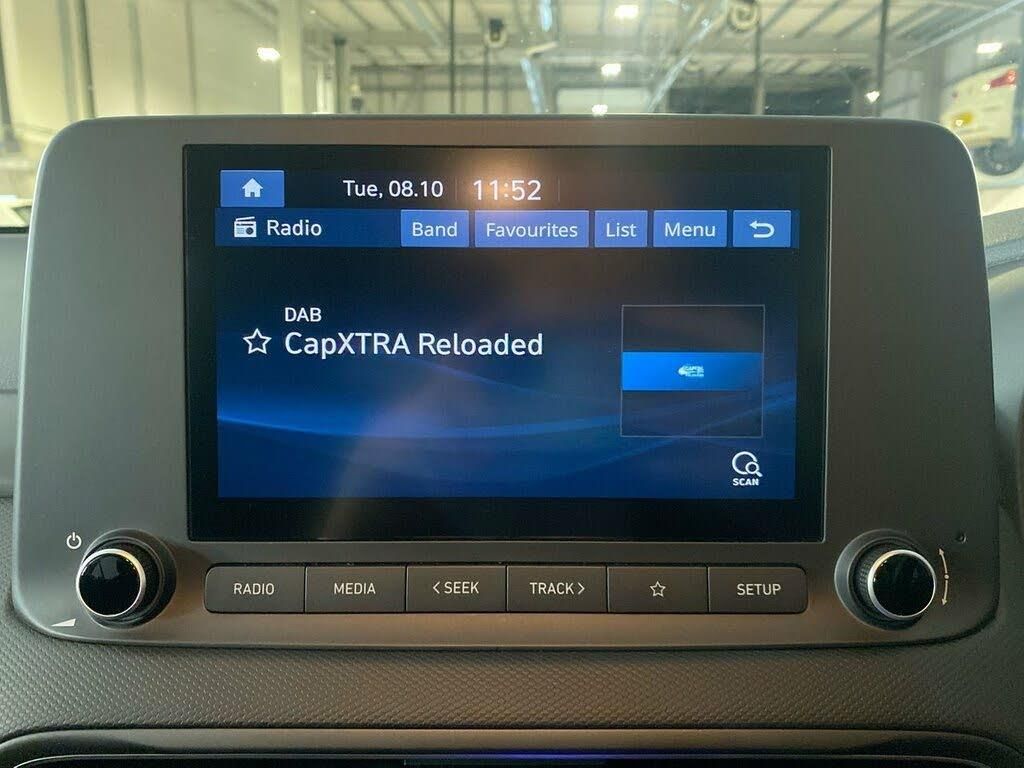 Tue, 08.10 11:52
Radio Band Favourites List Menu
DAB
CapXTRA Reloaded
CAPITAL
SCAN
RADIO MEDIA < SEEK TRACK > SETUP